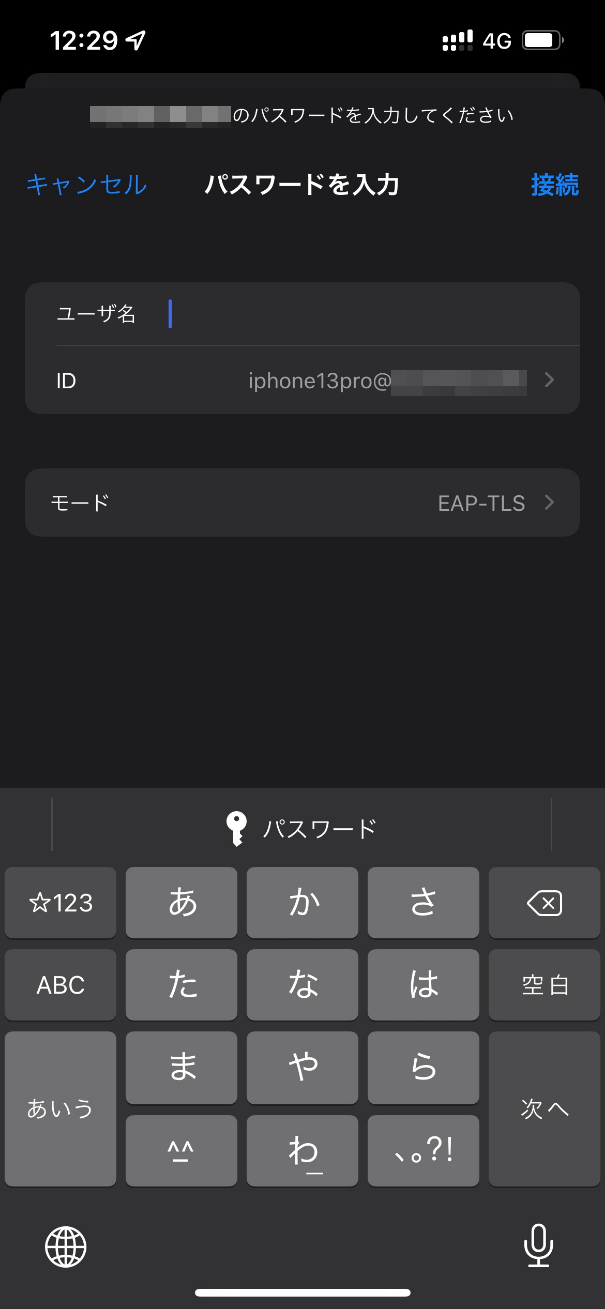 12:29 4G
のパスワードを入力してください
キャンセル パスワードを入力 接続
ユーザ名
ID iphone13pro@
モード EAP-TLS
パスワード
☆123 あ か さ
ABC た な は 空白
ま や ら
あいう 次へ
^^ わ_ 、。?!